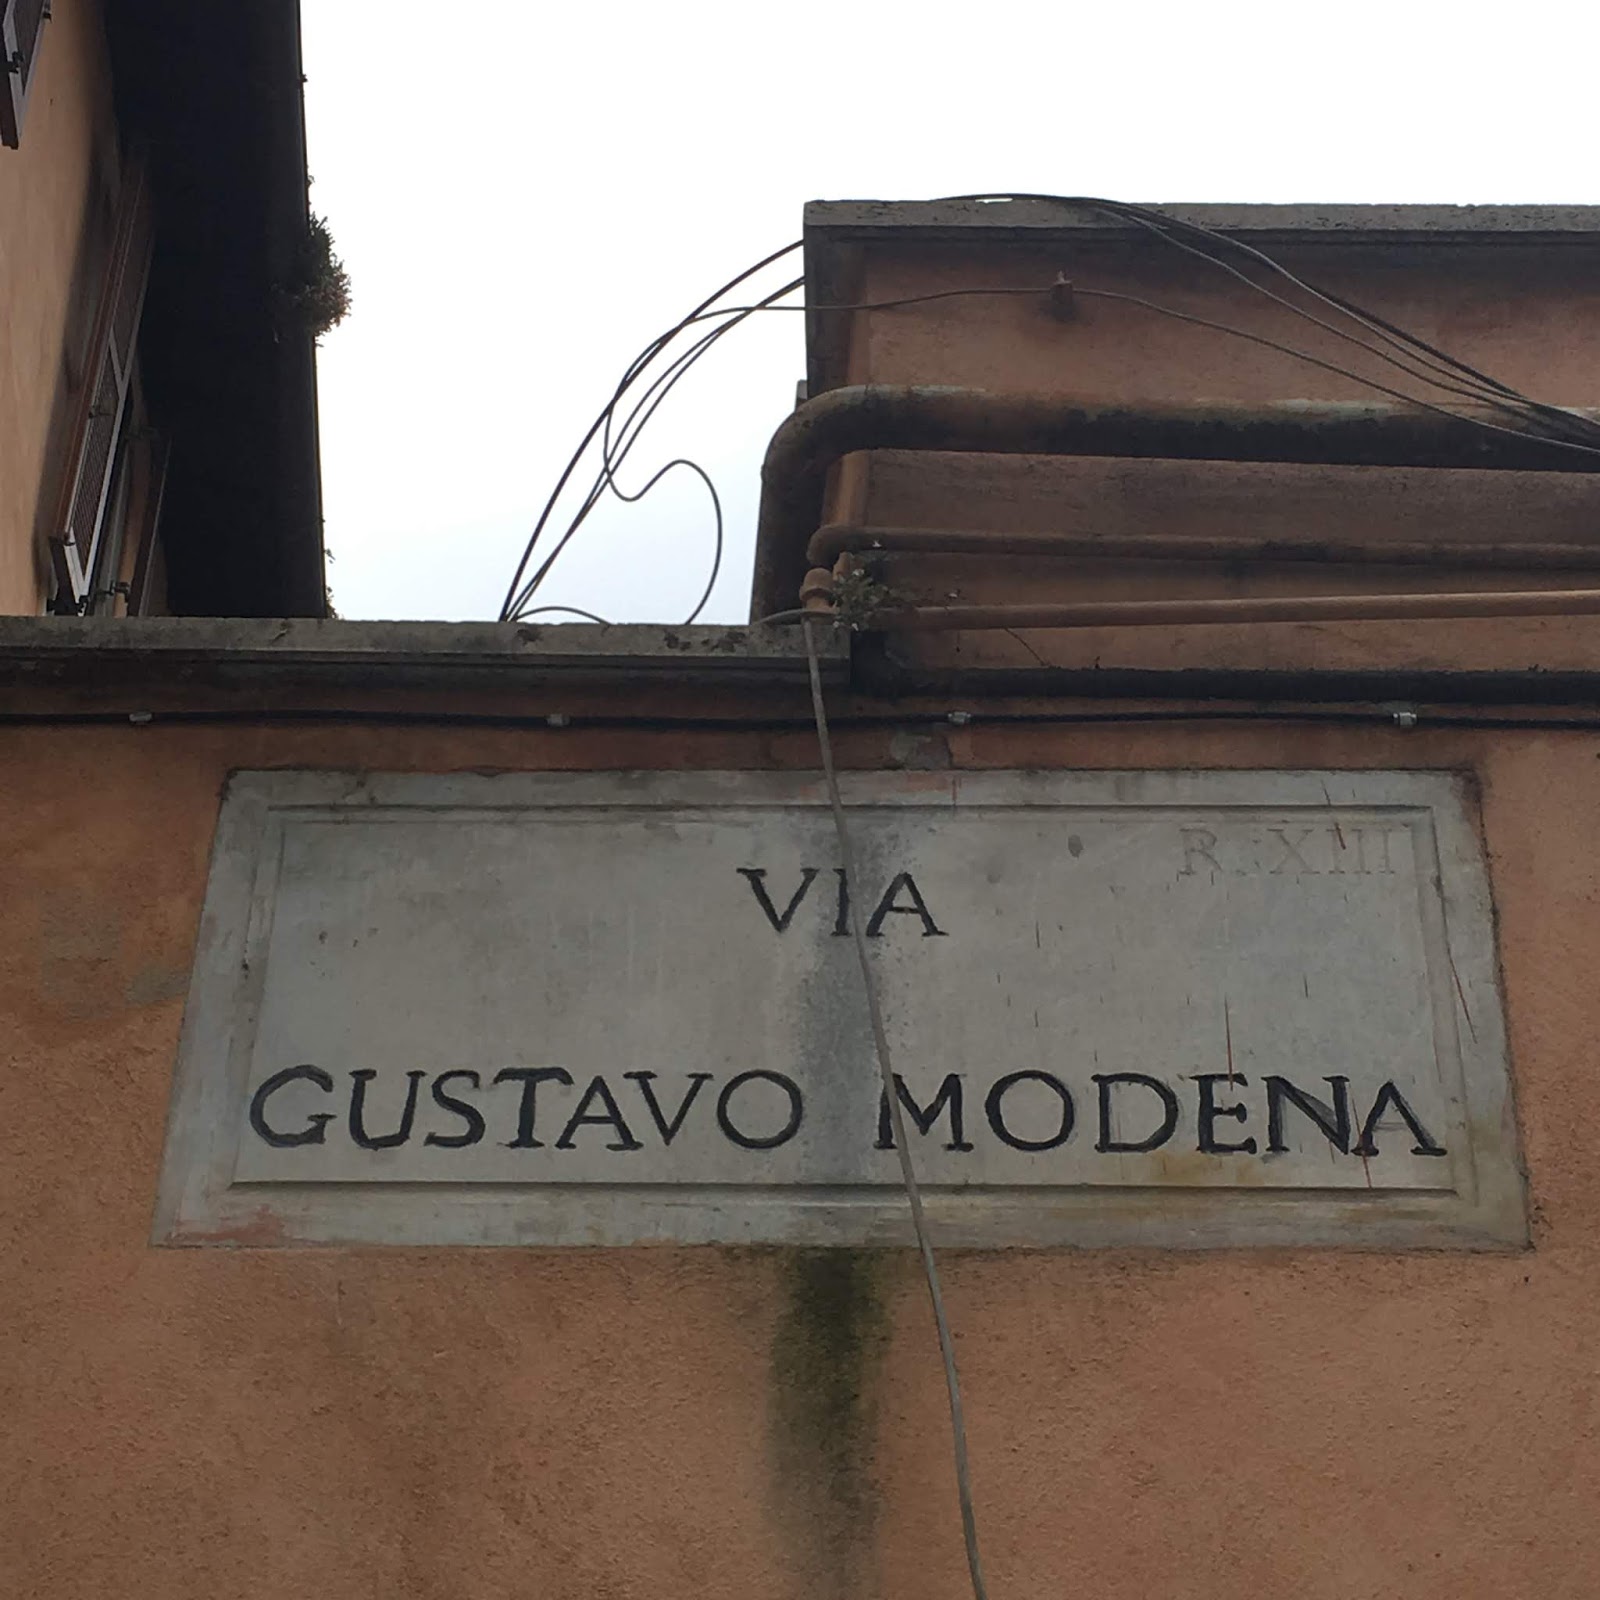 R. XIII
VIA
GUSTAVO MODENA